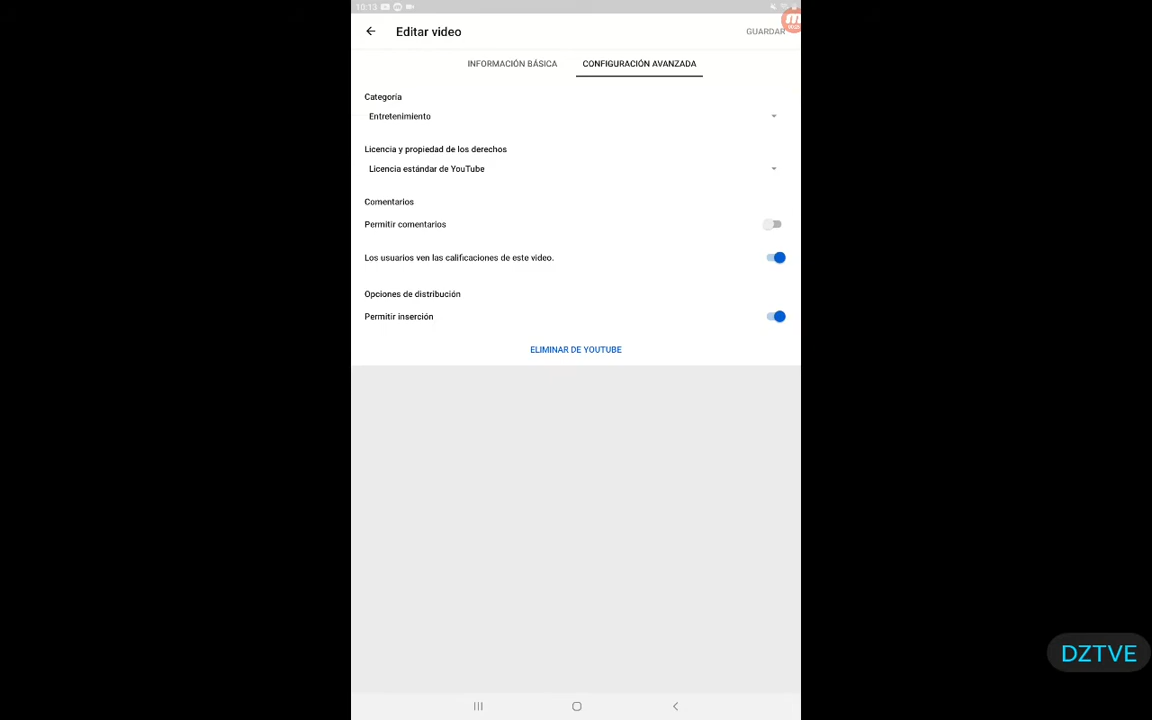 10:13
Editar video
GUARDAR
INFORMACIÓN BÁSICA
CONFIGURACIÓN AVANZADA
Categoría
Entretenimiento
Licencia y propiedad de los derechos
Licencia estándar de YouTube
Comentarios
Permitir comentarios
Los usuarios ven las calificaciones de este video.
Opciones de distribución
Permitir inserción
ELIMINAR DE YOUTUBE
DZTVE